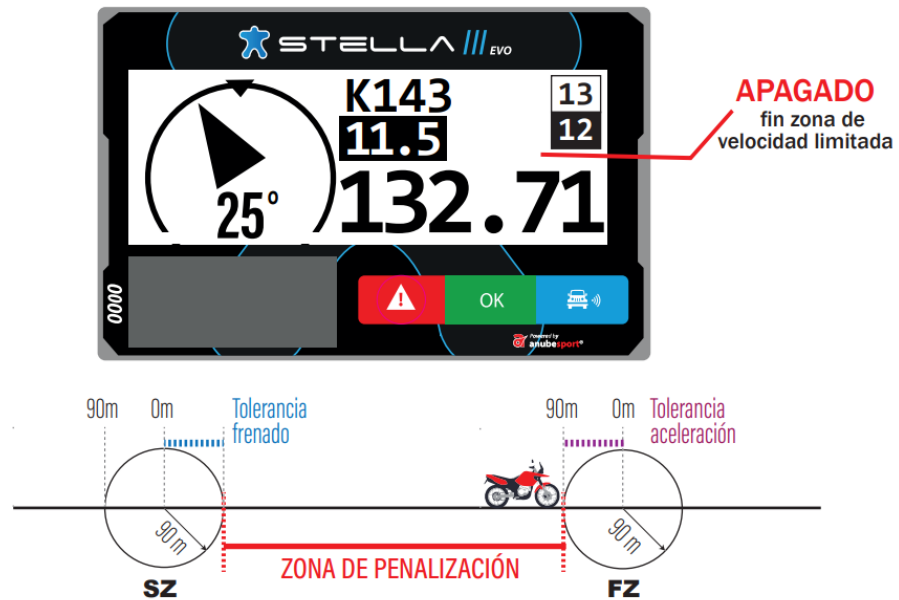 STELLA III EVO
K143
13
11.5
12
25°
132.71
APAGADO
fin zona de
velocidad limitada
0000
OK
Powered by
anubesport®
90m
0m
Tolerancia
frenado
90m
0m
Tolerancia
aceleración
90 m
90 m
ZONA DE PENALIZACIÓN
SZ
FZ